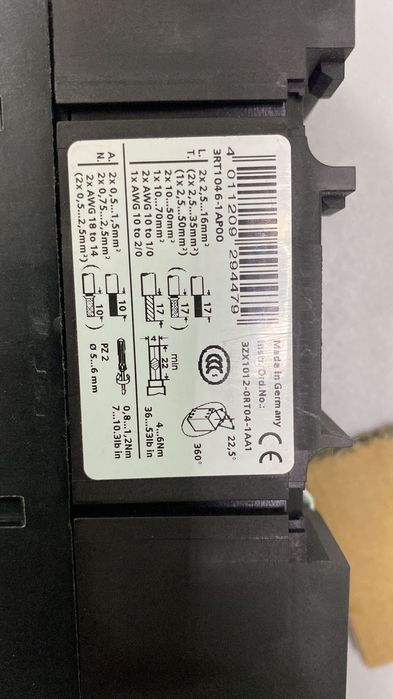 Made in Germany
Instr. Ord.No.:
3ZX1012-0RT04-1AA1
4 011209 294479
3RT1046-1AP00
22,5°
360°
L.
T.
2x 2,5...16mm²
(2x 2,5...35mm²)
(1x 2,5...50mm²)
2x 10...50mm²
1x 10...70mm²
2x AWG 10 to 1/0
1x AWG 10 to 2/0
17
17
17
min
22
4
4...6Nm
36...53lb in
A.
N.
2x 0,5...1,5mm²
2x 0,75...2,5mm²
2x AWG 18 to 14
(2x 0,5...2,5mm²)
10
10
PZ 2
Ø 5...6 mm
0,8...1,2Nm
7...10,3lb in
CE
CCC